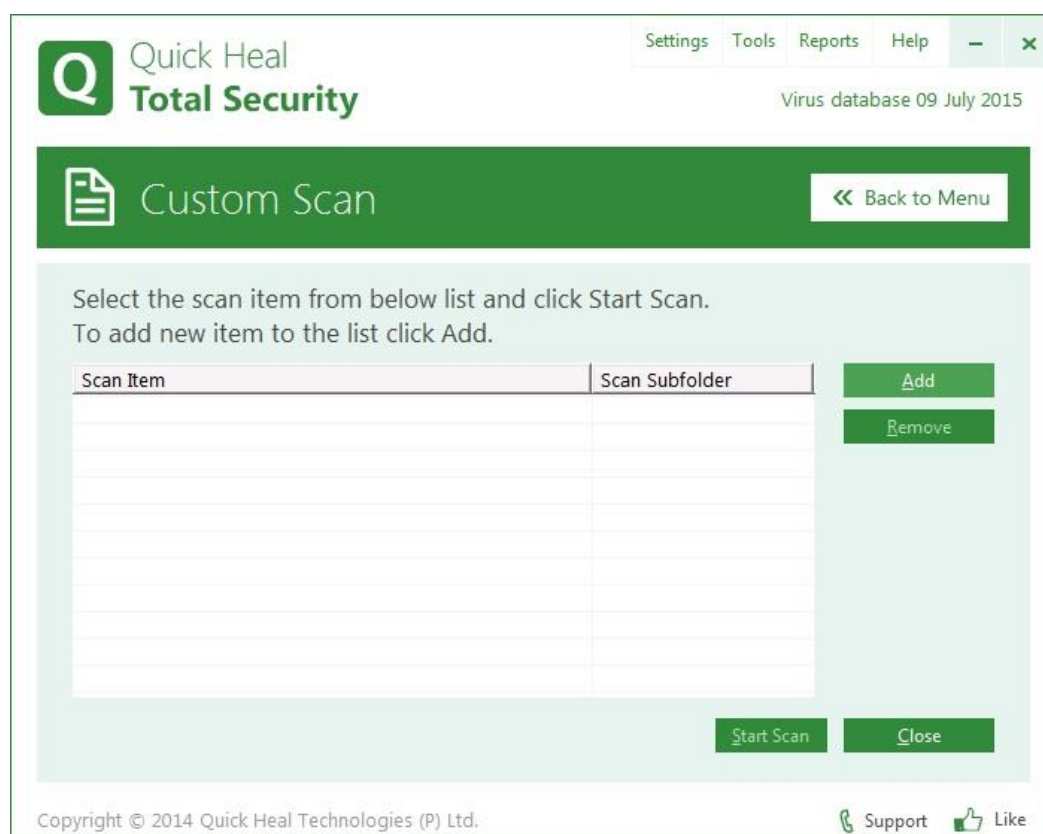 Settings Tools Reports Help
Q Quick Heal
Total Security
Virus database 09 July 2015
Custom Scan
Back to Menu
Select the scan item from below list and click Start Scan.
To add new item to the list click Add.
Scan Item Scan Subfolder
Add
Remove
Start Scan Close
Copyright © 2014 Quick Heal Technologies (P) Ltd. Support Like